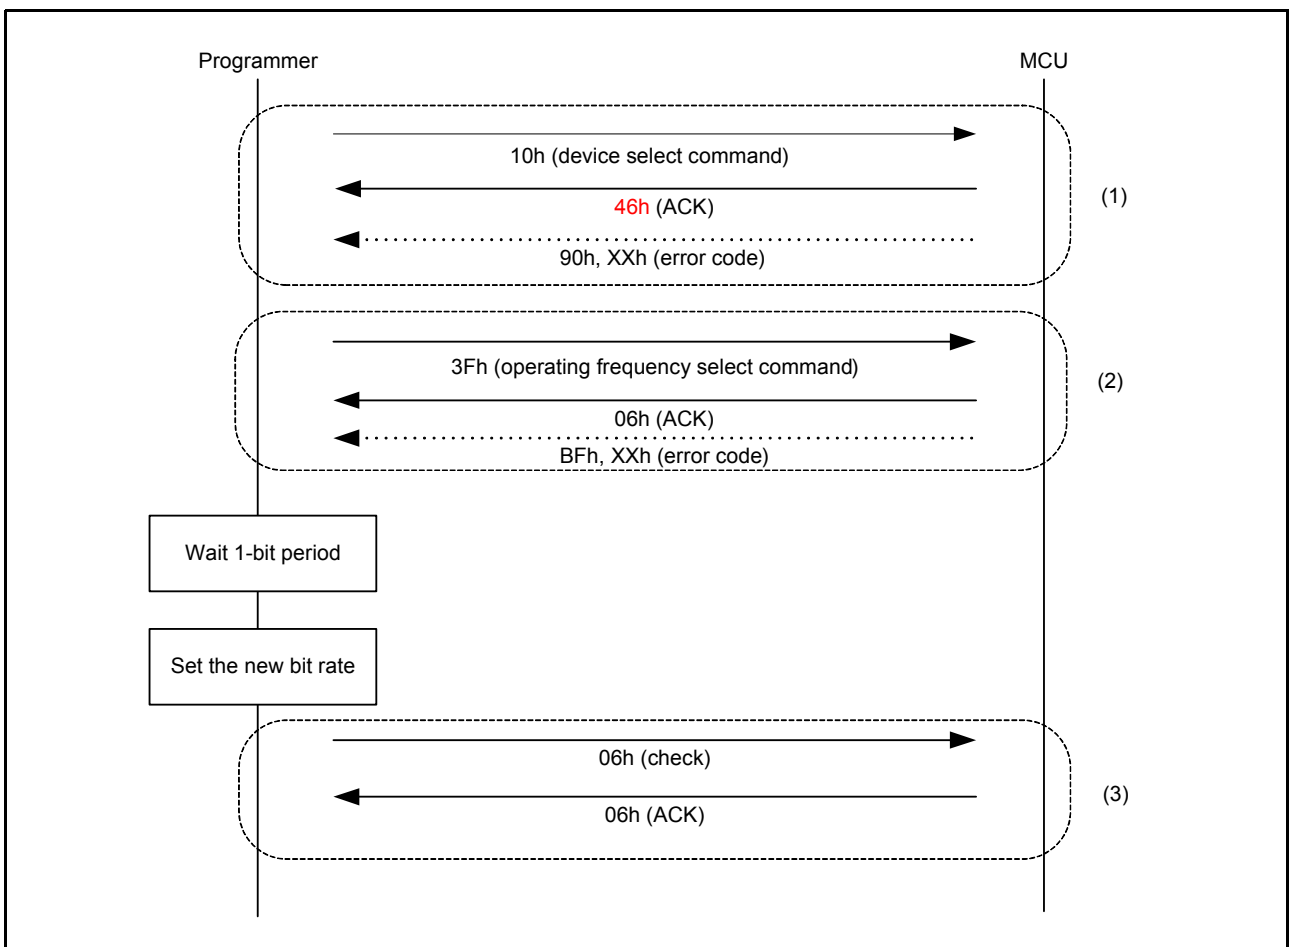 Programmer
MCU
10h (device select command)
46h (ACK)
(1)
90h, XXh (error code)
3Fh (operating frequency select command)
(2)
06h (ACK)
BFh, XXh (error code)
Wait 1-bit period
Set the new bit rate
06h (check)
(3)
06h (ACK)